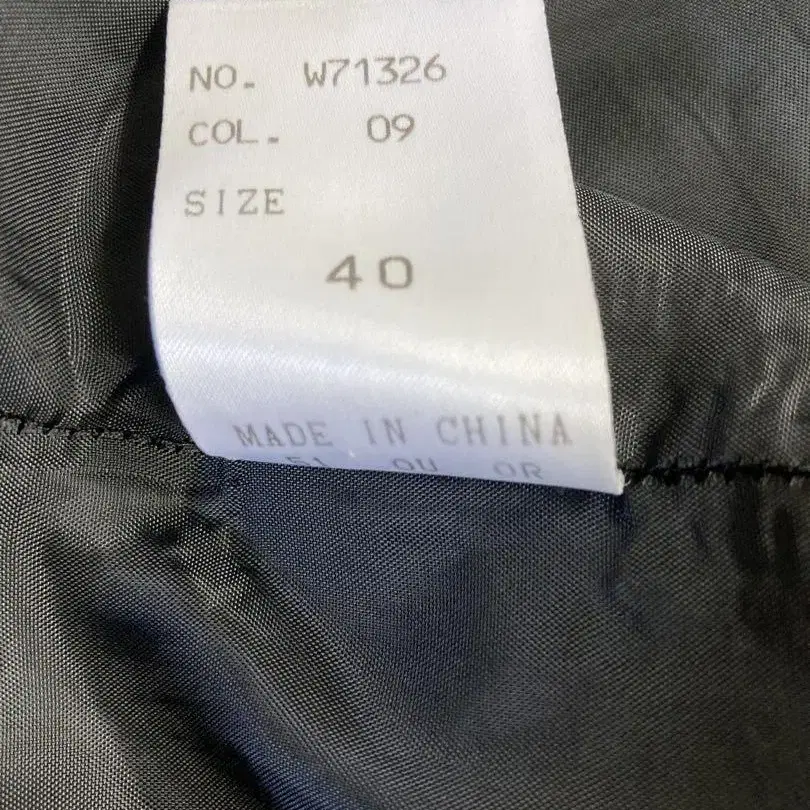 NO. W71326
COL. 09
SIZE
40
MADE IN CHINA